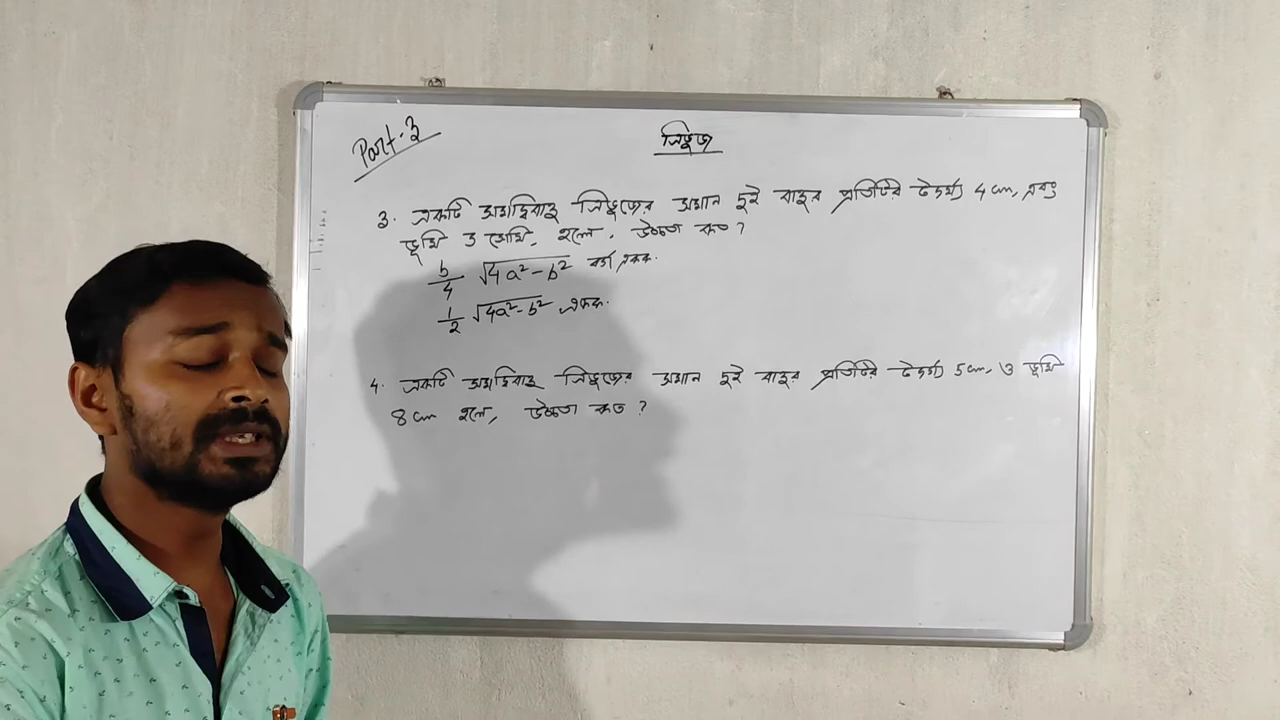 Part-2
ত্রিভুজ
3. একটি সমদ্বিবাহু ত্রিভুজের সমান দুই বাহুর প্রতিটির দৈর্ঘ্য 4 cm, এবং
ভূমি 3 সেমি, হলে, উচ্চতা কত?
b/4 √4a²-b² বর্গ একক.
1/2 √4a²-b² একক.
4. একটি সমদ্বিবাহু ত্রিভুজের সমান দুই বাহুর প্রতিটির দৈর্ঘ্য 5 cm, ও ভূমি
8 cm হলে, উচ্চতা কত?